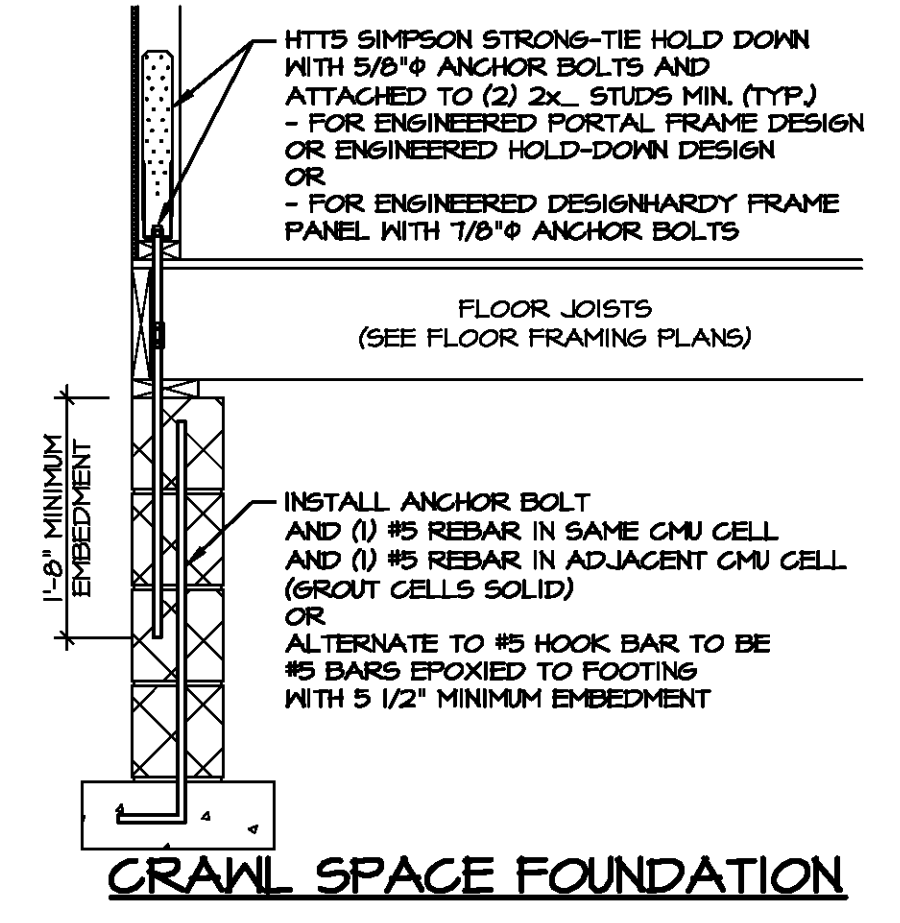 HTT5 SIMPSON STRONG-TIE HOLD DOWN
WITH 5/8"Φ ANCHOR BOLTS AND
ATTACHED TO (2) 2x_ STUDS MIN. (TYP.)
- FOR ENGINEERED PORTAL FRAME DESIGN
OR ENGINEERED HOLD-DOWN DESIGN
OR
- FOR ENGINEERED DESIGNHARDY FRAME
PANEL WITH 7/8"Φ ANCHOR BOLTS
FLOOR JOISTS
(SEE FLOOR FRAMING PLANS)
1'-8" MINIMUM
EMBEDMENT
INSTALL ANCHOR BOLT
AND (1) #5 REBAR IN SAME CMU CELL
AND (1) #5 REBAR IN ADJACENT CMU CELL
(GROUT CELLS SOLID)
OR
ALTERNATE TO #5 HOOK BAR TO BE
#5 BARS EPOXIED TO FOOTING
WITH 5 1/2" MINIMUM EMBEDMENT
CRAWL SPACE FOUNDATION